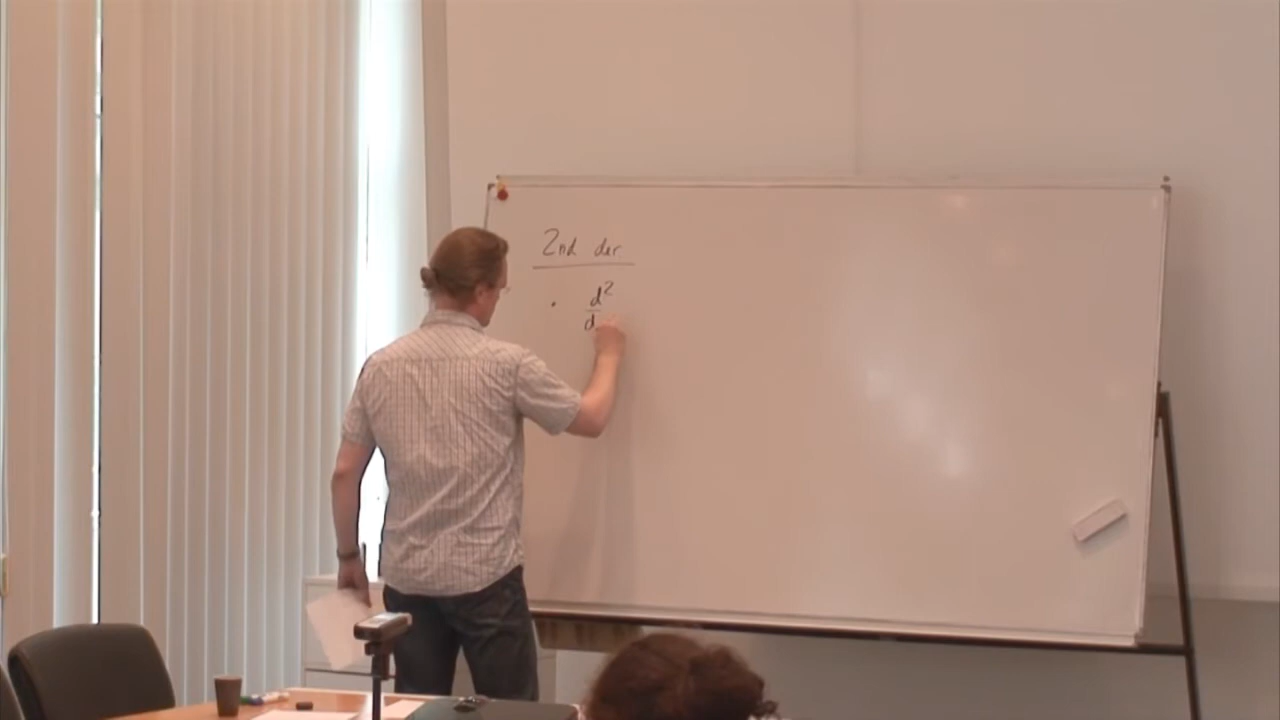 2nd der
• d²
d